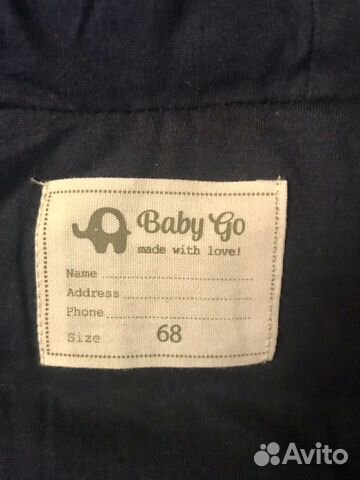 Baby Go
made with love!
Name
Address
Phone
Size 68
Avito